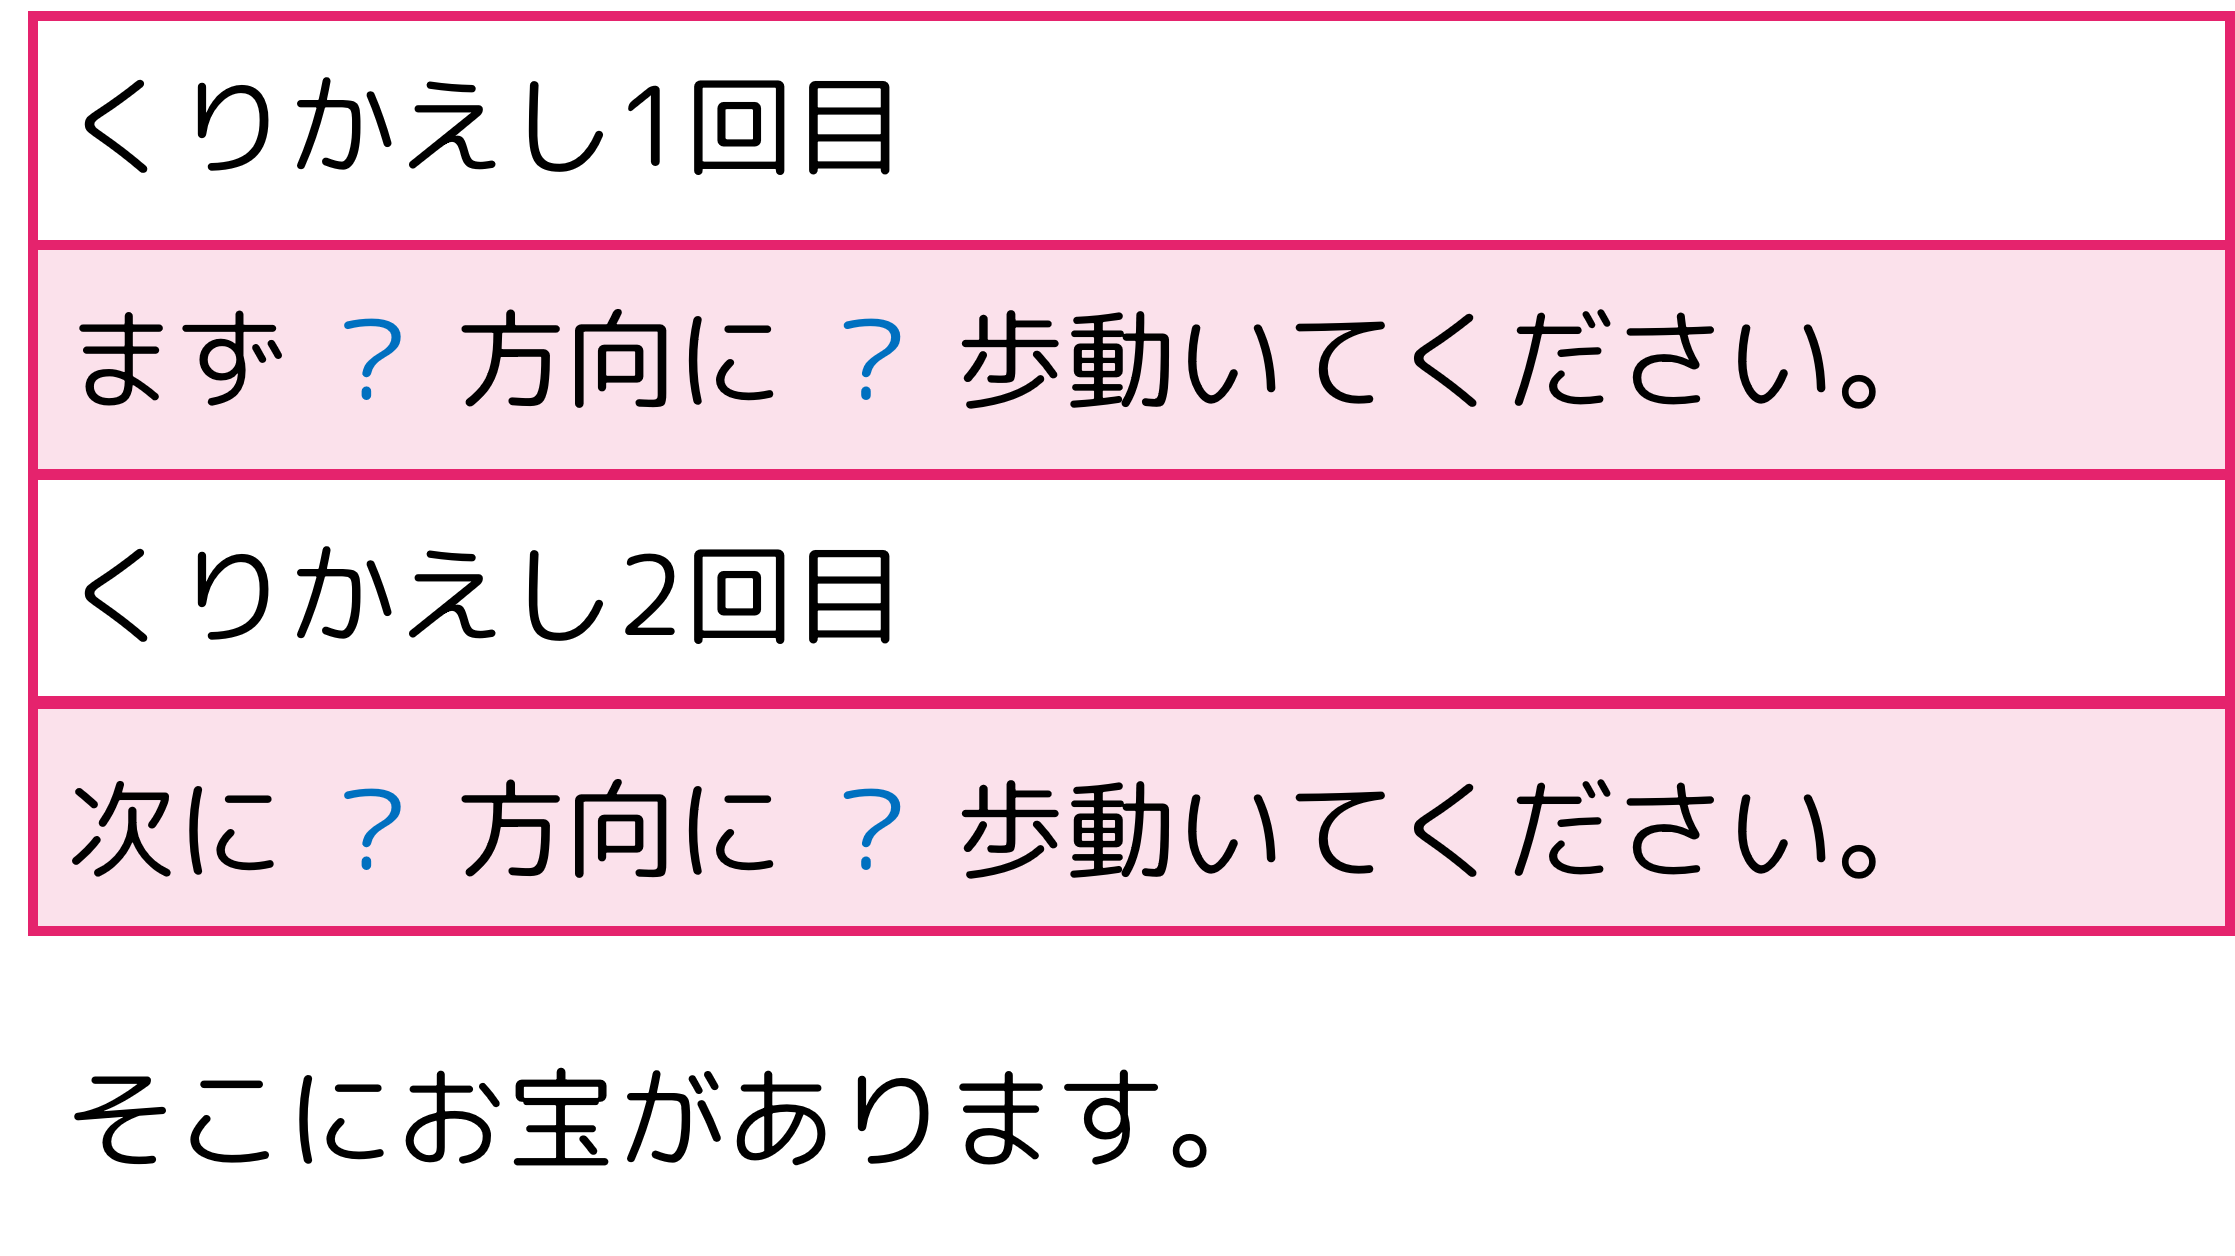 くりかえし1回目
まず ? 方向に ? 歩動いてください。
くりかえし2回目
次に ? 方向に ? 歩動いてください。
そこにお宝があります。